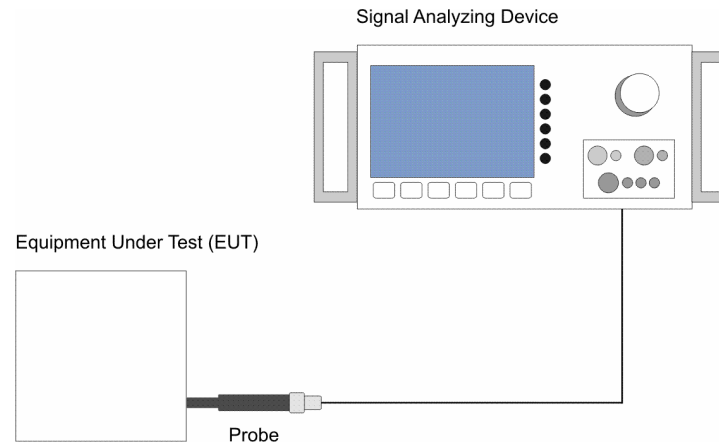 Signal Analyzing Device
Equipment Under Test (EUT)
Probe